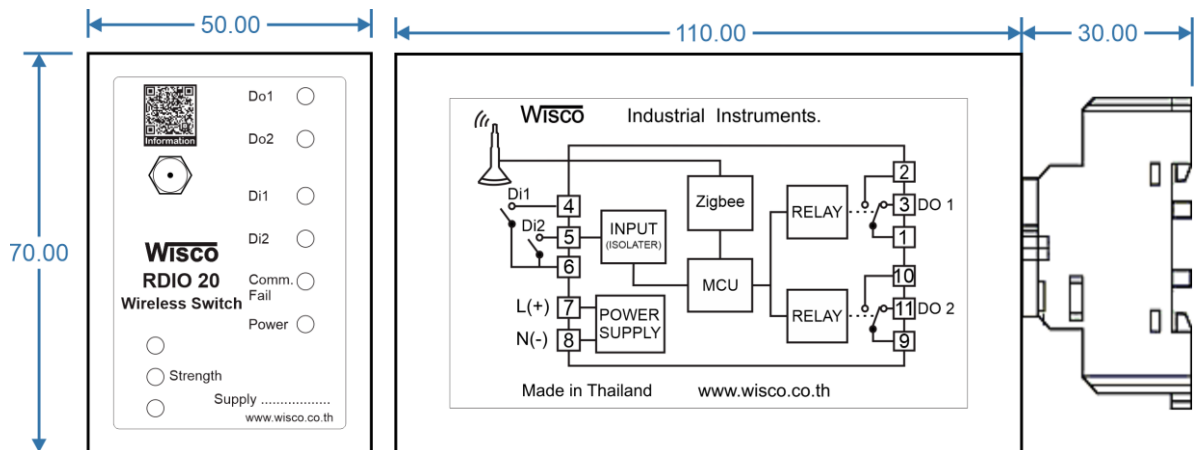 50.00
110.00
30.00
70.00
Information
Do1
Do2
Di1
Di2
Comm.
Fail
Power
Wisco
RDIO 20
Wireless Switch
Strength
Supply ..................
www.wisco.co.th
Wisco Industrial Instruments.
Di1
4
Di2
5
6
L(+)
7
N(-)
8
INPUT
(ISOLATER)
POWER
SUPPLY
Zigbee
MCU
RELAY
RELAY
2
3 DO 1
1
10
11 DO 2
9
Made in Thailand www.wisco.co.th